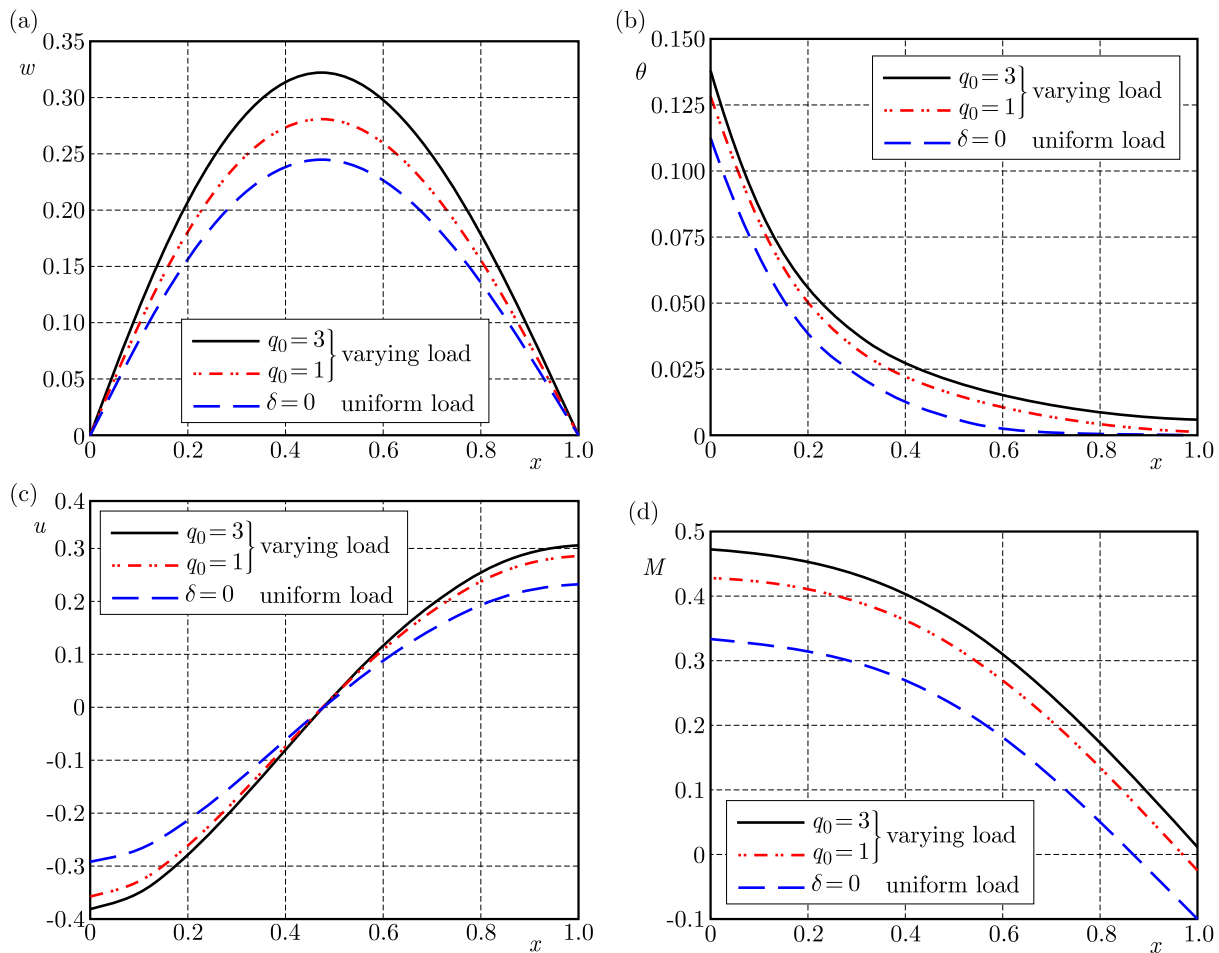 (a)
w
0.35
0.30
0.25
0.20
0.15
0.10
0.05
0
q₀ = 3
q₀ = 1
} varying load
δ = 0 uniform load
0 0.2 0.4 0.6 0.8 1.0
x
(b)
θ
0.150
0.125
0.100
0.075
0.050
0.025
0
q₀ = 3
q₀ = 1
} varying load
δ = 0 uniform load
0 0.2 0.4 0.6 0.8 1.0
x
(c)
u
0.4
0.3
0.2
0.1
0
-0.1
-0.2
-0.3
-0.4
q₀ = 3
q₀ = 1
} varying load
δ = 0 uniform load
0 0.2 0.4 0.6 0.8 1.0
x
(d)
M
0.5
0.4
0.3
0.2
0.1
0
-0.1
q₀ = 3
q₀ = 1
} varying load
δ = 0 uniform load
0 0.2 0.4 0.6 0.8 1.0
x